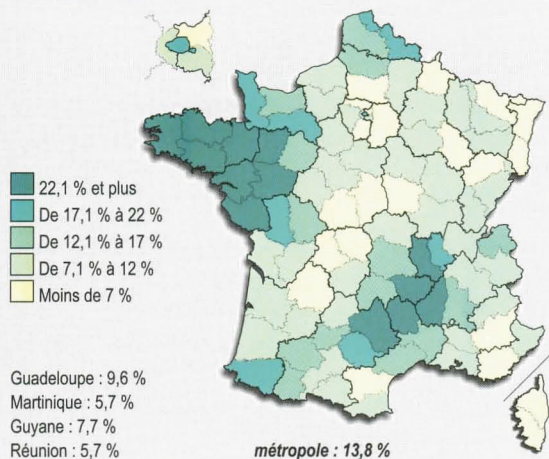 22,1 % et plus
De 17,1 % à 22 %
De 12,1 % à 17 %
De 7,1 % à 12 %
Moins de 7 %
Guadeloupe : 9,6 %
Martinique : 5,7 %
Guyane : 7,7 %
Réunion : 5,7 %
métropole : 13,8 %